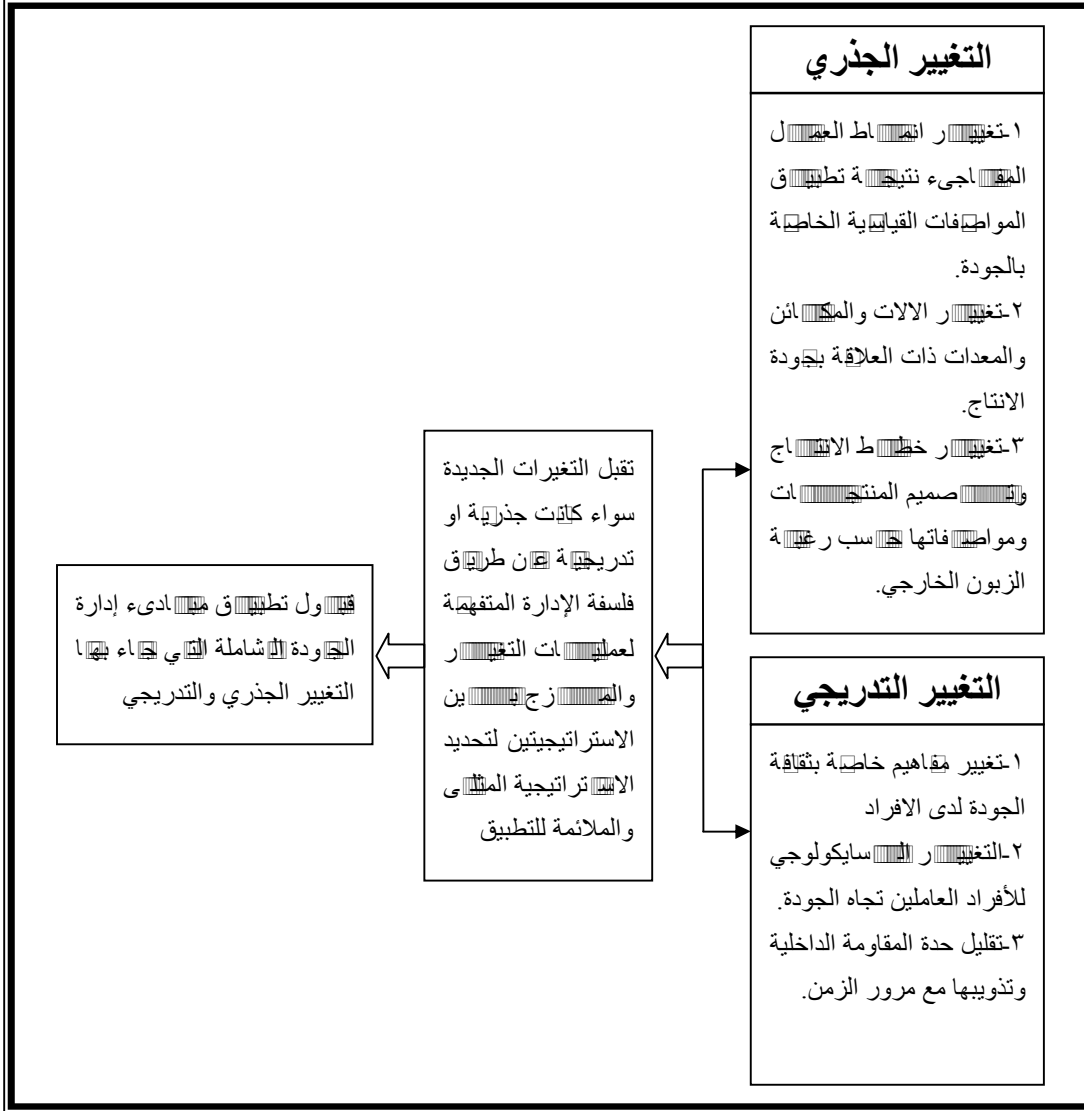 التغيير الجذري
١-تغيير انماط العمل
المفاجىء نتيجة تطبيق
المواصفات القياسية الخاصة
بالجودة.
٢-تغيير الالات والمكائن
والمعدات ذات العلاقة بجودة
الانتاج.
٣-تغيير خطوط الانتاج
وتصميم المنتجات
ومواصفاتها حسب رغبة
الزبون الخارجي.
التغيير التدريجي
١-تغيير مفاهيم خاصة بثقافة
الجودة لدى الافراد
٢-التغيير السايكولوجي
للأفراد العاملين تجاه الجودة.
٣-تقليل حدة المقاومة الداخلية
وتذويبها مع مرور الزمن.
تقبل التغيرات الجديدة
سواء كانت جذرية او
تدريجية عن طريق
فلسفة الإدارة المتفهمة
لعمليات التغيير
والمزج بين
الاستراتيجيتين لتحديد
الاستراتيجية المثلى
والملائمة للتطبيق
قبول تطبيق مبادىء إدارة
الجودة الشاملة التي جاء بها
التغيير الجذري والتدريجي